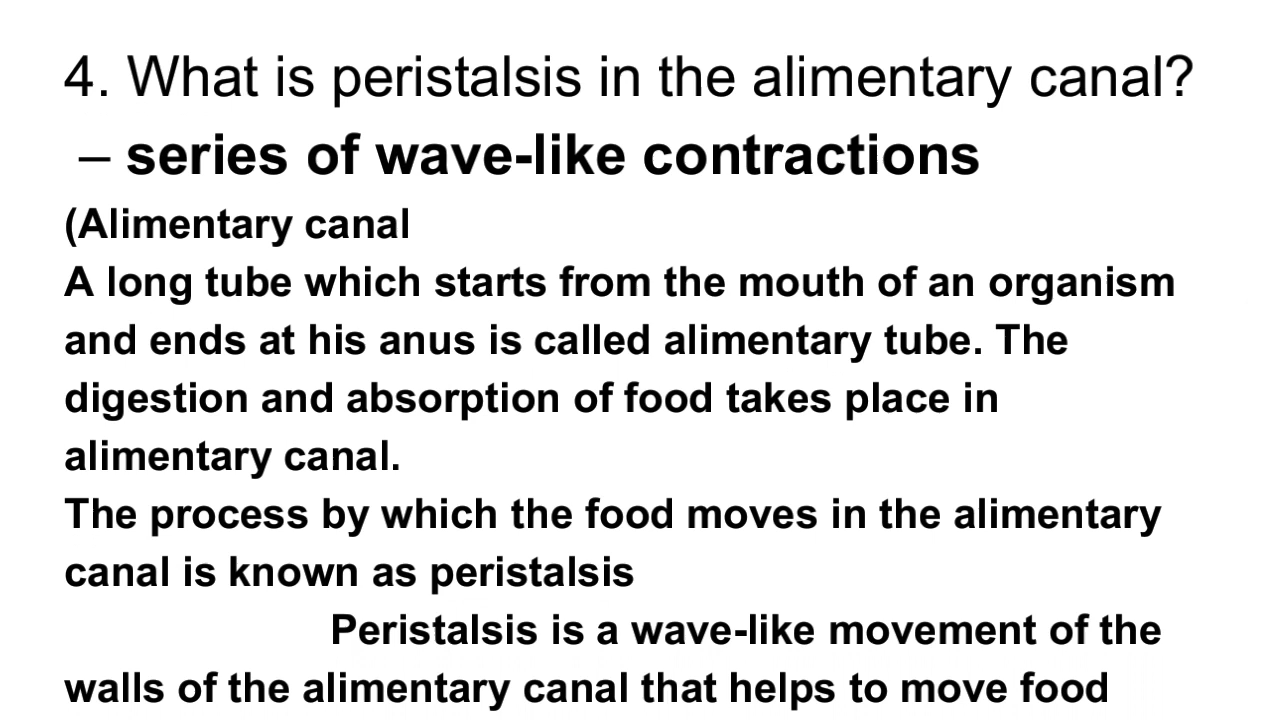 4. What is peristalsis in the alimentary canal?
– series of wave-like contractions
(Alimentary canal
A long tube which starts from the mouth of an organism
and ends at his anus is called alimentary tube. The
digestion and absorption of food takes place in
alimentary canal.
The process by which the food moves in the alimentary
canal is known as peristalsis
Peristalsis is a wave-like movement of the
walls of the alimentary canal that helps to move food